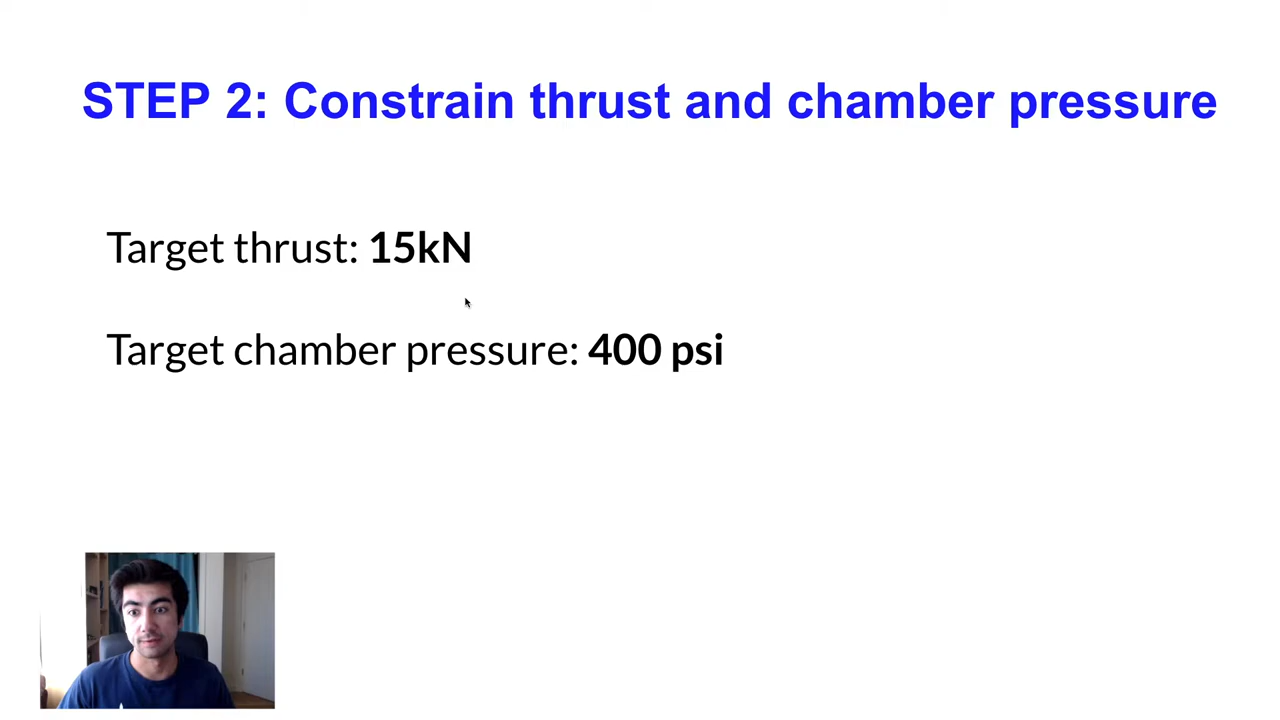 STEP 2: Constrain thrust and chamber pressure
Target thrust: 15kN
Target chamber pressure: 400 psi